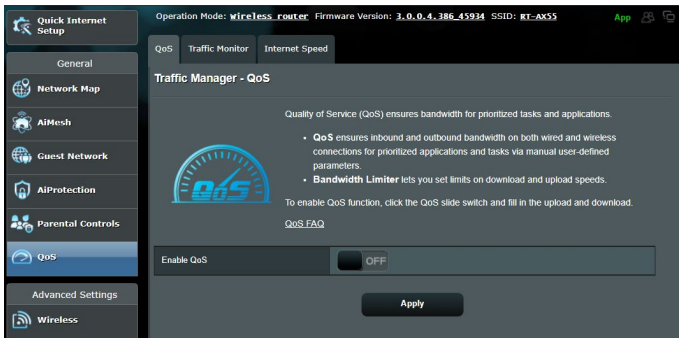 Quick Internet
Setup
Operation Mode: Wireless router Firmware Version: 3.0.0.4.386_45934 SSID: RT-AX55
App
QoS Traffic Monitor Internet Speed
General
Network Map
AiMesh
Guest Network
AiProtection
Parental Controls
QoS
Advanced Settings
Wireless
Traffic Manager - QoS
Quality of Service (QoS) ensures bandwidth for prioritized tasks and applications.
• QoS ensures inbound and outbound bandwidth on both wired and wireless
connections for prioritized applications and tasks via manual user-defined
parameters.
• Bandwidth Limiter lets you set limits on download and upload speeds.
To enable QoS function, click the QoS slide switch and fill in the upload and download.
QoS FAQ
QoS
Enable QoS OFF
Apply